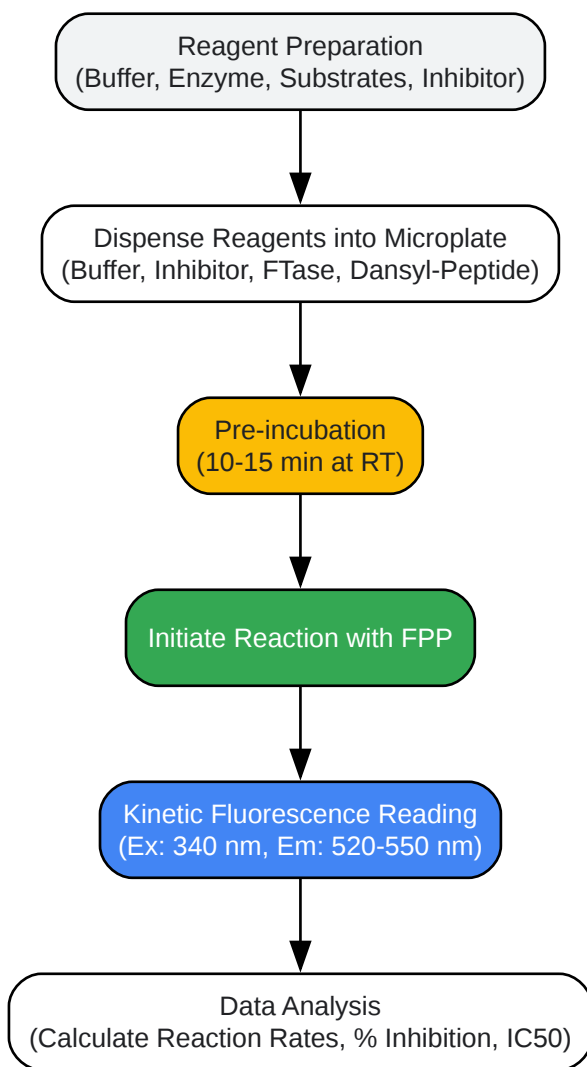 Reagent Preparation
(Buffer, Enzyme, Substrates, Inhibitor)
Dispense Reagents into Microplate
(Buffer, Inhibitor, FTase, Dansyl-Peptide)
Pre-incubation
(10-15 min at RT)
Initiate Reaction with FPP
Kinetic Fluorescence Reading
(Ex: 340 nm, Em: 520-550 nm)
Data Analysis
(Calculate Reaction Rates, % Inhibition, IC50)